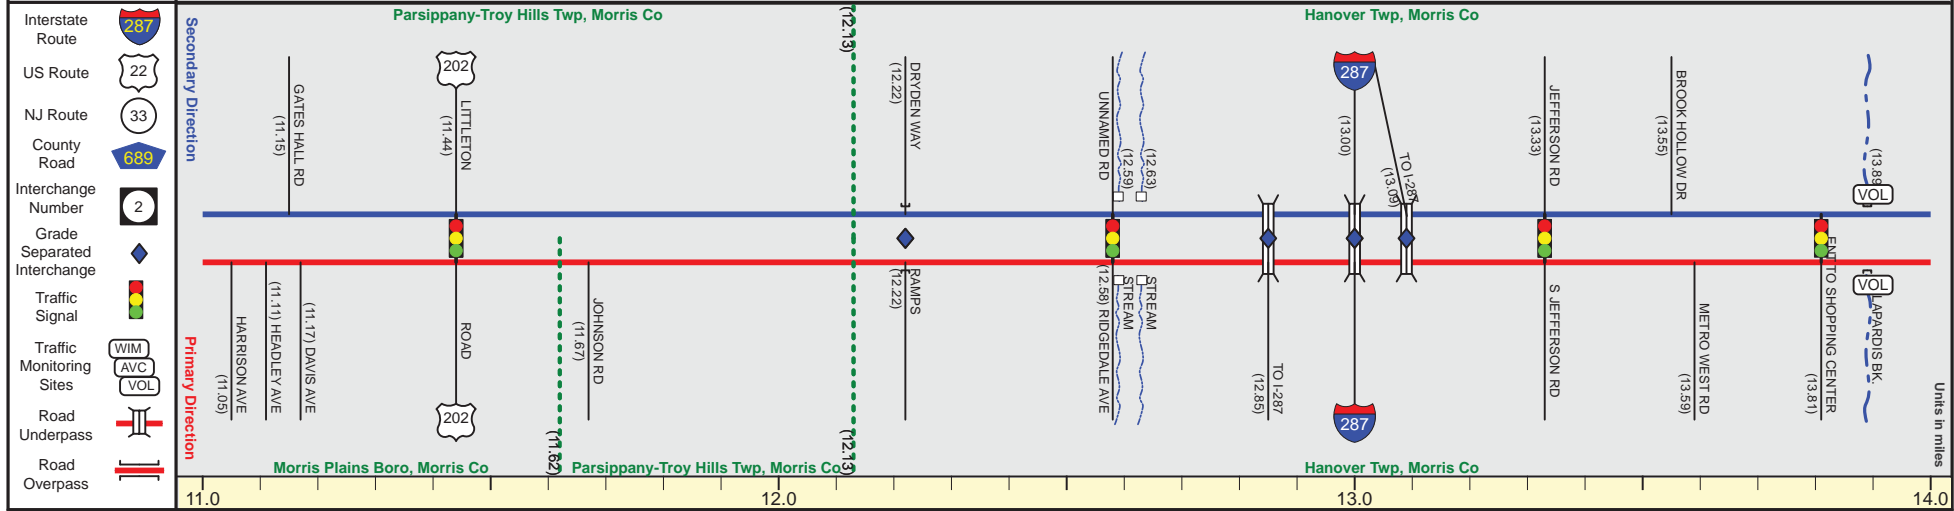 Interstate
Route
287
US Route
22
NJ Route
33
County
Road
689
Interchange
Number
2
Grade
Separated
Interchange
Traffic
Signal
Traffic
Monitoring
Sites
WIM
AVC
VOL
Road
Underpass
Road
Overpass
Secondary Direction
Primary Direction
Parsippany-Troy Hills Twp, Morris Co
(12.13)
Hanover Twp, Morris Co
GATES HALL RD
(11.15)
202
LITTLETON
(11.44)
DRYDEN WAY
(12.22)
UNNAMED RD
(12.59)
(12.63)
287
(13.00)
TO I-287
(13.09)
JEFFERSON RD
(13.33)
BROOK HOLLOW DR
(13.55)
(13.89)
VOL
HARRISON AVE
(11.05)
(11.11) HEADLEY AVE
(11.17) DAVIS AVE
ROAD
202
(11.62)
JOHNSON RD
(11.67)
(12.13)
RAMPS
(12.22)
(12.58) RIDGEDALE AVE
STREAM
STREAM
TO I-287
(12.85)
287
S JEFFERSON RD
METRO WEST RD
(13.59)
ENT TO SHOPPING CENTER
(13.81)
VOL
LAPARDIS BK.
Units in miles
Morris Plains Boro, Morris Co
Parsippany-Troy Hills Twp, Morris Co
Hanover Twp, Morris Co
11.0
12.0
13.0
14.0